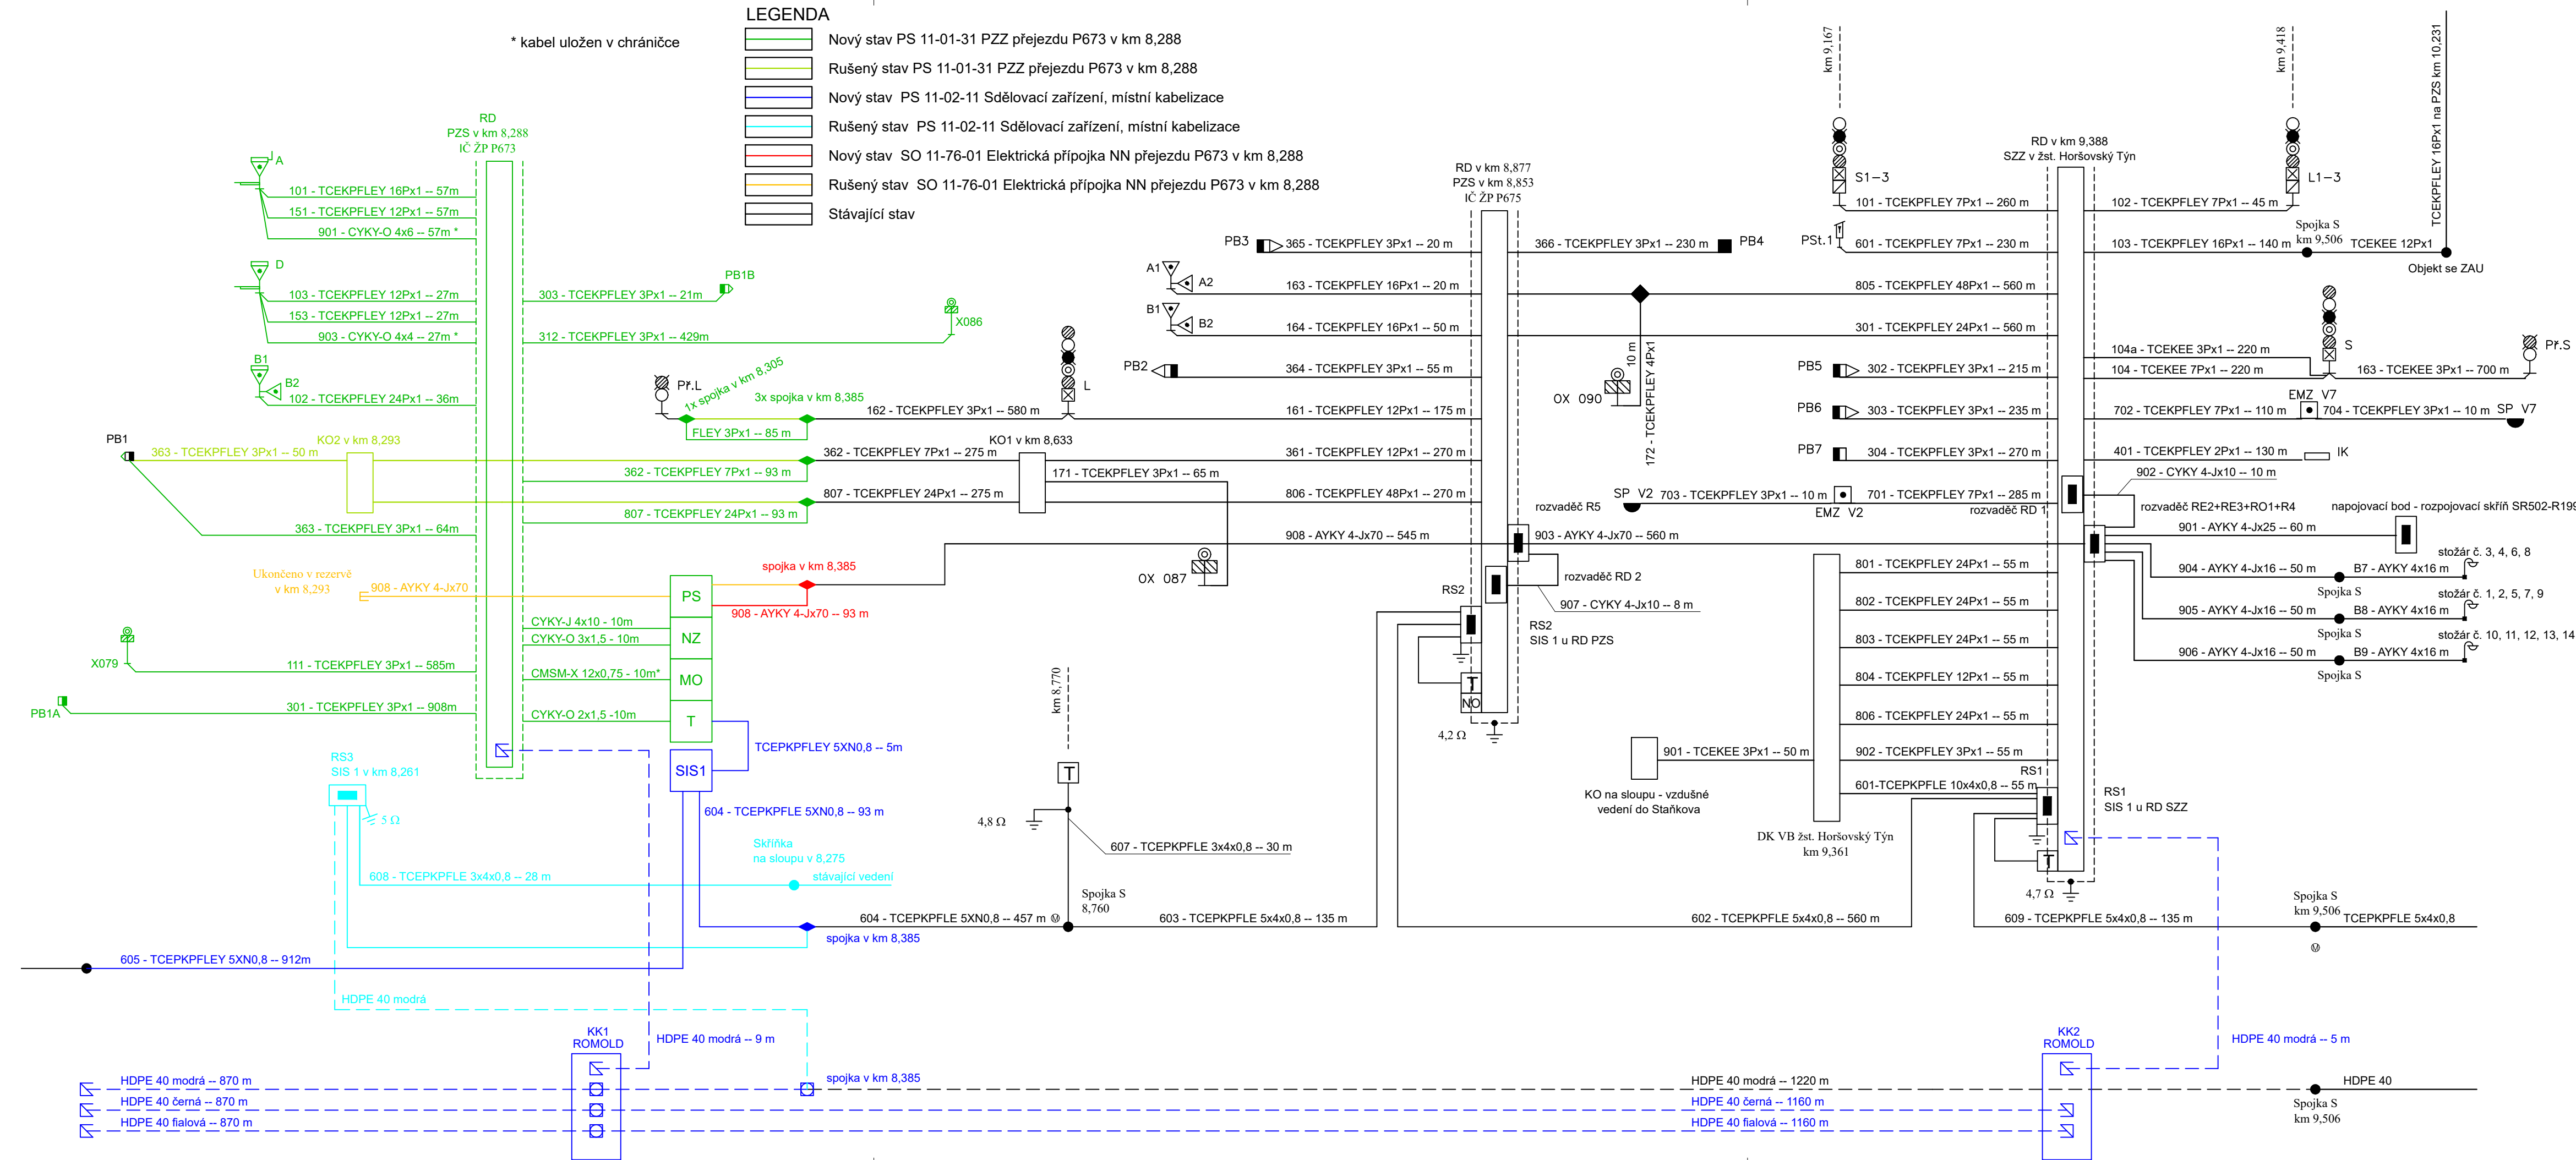 LEGENDA
* kabel uložen v chráničce
Nový stav PS 11-01-31 PZZ přejezdu P673 v km 8,288
Rušený stav PS 11-01-31 PZZ přejezdu P673 v km 8,288
Nový stav  PS 11-02-11 Sdělovací zařízení, místní kabelizace
Rušený stav  PS 11-02-11 Sdělovací zařízení, místní kabelizace
Nový stav  SO 11-76-01 Elektrická přípojka NN přejezdu P673 v km 8,288
Rušený stav  SO 11-76-01 Elektrická přípojka NN přejezdu P673 v km 8,288
Stávající stav
RD
PZS v km 8,288
IČ ŽP P673
A
101 - TCEKPFLEY 16Px1 -- 57m
151 - TCEKPFLEY 12Px1 -- 57m
901 - CYKY-O 4x6 -- 57m *
D
103 - TCEKPFLEY 12Px1 -- 27m
153 - TCEKPFLEY 12Px1 -- 27m
903 - CYKY-O 4x4 -- 27m *
B1
B2
102 - TCEKPFLEY 24Px1 -- 36m
PB1
363 - TCEKPFLEY 3Px1 -- 50 m
KO2 v km 8,293
363 - TCEKPFLEY 3Px1 -- 64m
Ukončeno v rezervě
v km 8,293
908 - AYKY 4-Jx70
X079
111 - TCEKPFLEY 3Px1 -- 585m
PB1A
301 - TCEKPFLEY 3Px1 -- 908m
303 - TCEKPFLEY 3Px1 -- 21m
PB1B
312 - TCEKPFLEY 3Px1 -- 429m
X086
Př.L
1x spojka v km 8,305
3x spojka v km 8,385
FLEY 3Px1 -- 85 m
162 - TCEKPFLEY 3Px1 -- 580 m
L
161 - TCEKPFLEY 12Px1 -- 175 m
362 - TCEKPFLEY 7Px1 -- 93 m
362 - TCEKPFLEY 7Px1 -- 275 m
KO1 v km 8,633
361 - TCEKPFLEY 12Px1 -- 270 m
171 - TCEKPFLEY 3Px1 -- 65 m
807 - TCEKPFLEY 24Px1 -- 93 m
807 - TCEKPFLEY 24Px1 -- 275 m
806 - TCEKPFLEY 48Px1 -- 270 m
spojka v km 8,385
908 - AYKY 4-Jx70 -- 93 m
908 - AYKY 4-Jx70 -- 545 m
OX 087
PS
NZ
MO
T
SIS1
CYKY-J 4x10 - 10m
CYKY-O 3x1,5 - 10m
CMSM-X 12x0,75 - 10m*
CYKY-O 2x1,5 -10m
TCEPKPFLEY 5XN0,8 -- 5m
604 - TCEPKPFLE 5XN0,8 -- 93 m
RS3
SIS 1 v km 8,261
5 Ω
608 - TCEPKPFLE 3x4x0,8 -- 28 m
Skříňka
na sloupu v 8,275
stávající vedení
604 - TCEPKPFLE 5XN0,8 -- 457 m M
spojka v km 8,385
605 - TCEPKPFLEY 5XN0,8 -- 912m
HDPE 40 modrá
KK1
ROMOLD
HDPE 40 modrá -- 9 m
HDPE 40 modrá -- 870 m
HDPE 40 černá -- 870 m
HDPE 40 fialová -- 870 m
spojka v km 8,385
km 8,770
T
4,8 Ω
607 - TCEPKPFLE 3x4x0,8 -- 30 m
Spojka S
8,760
603 - TCEPKPFLE 5x4x0,8 -- 135 m
RD v km 8,877
PZS v km 8,853
IČ ŽP P675
PB3
365 - TCEKPFLEY 3Px1 -- 20 m
366 - TCEKPFLEY 3Px1 -- 230 m
PB4
A1
A2
163 - TCEKPFLEY 16Px1 -- 20 m
B1
B2
164 - TCEKPFLEY 16Px1 -- 50 m
PB2
364 - TCEKPFLEY 3Px1 -- 55 m
805 - TCEKPFLEY 48Px1 -- 560 m
301 - TCEKPFLEY 24Px1 -- 560 m
10 m
172 - TCEKPFLEY 4Px1
OX 090
rozvaděč R5
903 - AYKY 4-Jx70 -- 560 m
rozvaděč RD 2
907 - CYKY 4-Jx10 -- 8 m
RS2
RS2
SIS 1 u RD PZS
T
NO
4,2 Ω
602 - TCEPKPFLE 5x4x0,8 -- 560 m
km 9,167
S1-3
101 - TCEKPFLEY 7Px1 -- 260 m
PSt.1
601 - TCEKPFLEY 7Px1 -- 230 m
PB5
302 - TCEKPFLEY 3Px1 -- 215 m
PB6
303 - TCEKPFLEY 3Px1 -- 235 m
PB7
304 - TCEKPFLEY 3Px1 -- 270 m
SP V2
703 - TCEKPFLEY 3Px1 -- 10 m
EMZ V2
701 - TCEKPFLEY 7Px1 -- 285 m
rozvaděč RD 1
RD v km 9,388
SZZ v žst. Horšovský Týn
km 9,418
L1-3
102 - TCEKPFLEY 7Px1 -- 45 m
103 - TCEKPFLEY 16Px1 -- 140 m
Spojka S
km 9,506
TCEKEE 12Px1
TCEKPFLEY 16Px1 na PZS km 10,231
Objekt se ZAU
S
104a - TCEKEE 3Px1 -- 220 m
104 - TCEKEE 7Px1 -- 220 m
163 - TCEKEE 3Px1 -- 700 m
Př.S
702 - TCEKPFLEY 7Px1 -- 110 m
EMZ V7
704 - TCEKPFLEY 3Px1 -- 10 m
SP V7
401 - TCEKPFLEY 2Px1 -- 130 m
IK
902 - CYKY 4-Jx10 -- 10 m
rozvaděč RE2+RE3+RO1+R4
napojovací bod - rozpojovací skříň SR502-R199
901 - AYKY 4-Jx25 -- 60 m
stožár č. 3, 4, 6, 8
904 - AYKY 4-Jx16 -- 50 m
B7 - AYKY 4x16 m
Spojka S
stožár č. 1, 2, 5, 7, 9
905 - AYKY 4-Jx16 -- 50 m
B8 - AYKY 4x16 m
Spojka S
stožár č. 10, 11, 12, 13, 14
906 - AYKY 4-Jx16 -- 50 m
B9 - AYKY 4x16 m
Spojka S
801 - TCEKPFLEY 24Px1 -- 55 m
802 - TCEKPFLEY 24Px1 -- 55 m
803 - TCEKPFLEY 24Px1 -- 55 m
804 - TCEKPFLEY 12Px1 -- 55 m
806 - TCEKPFLEY 24Px1 -- 55 m
902 - TCEKPFLEY 3Px1 -- 55 m
601-TCEPKPFLE 10x4x0,8 -- 55 m
901 - TCEKEE 3Px1 -- 50 m
KO na sloupu - vzdušné
vedení do Staňkova
DK VB žst. Horšovský Týn
km 9,361
RS1
RS1
SIS 1 u RD SZZ
T
4,7 Ω
609 - TCEPKPFLE 5x4x0,8 -- 135 m
Spojka S
km 9,506
TCEPKPFLE 5x4x0,8
M
KK2
ROMOLD
HDPE 40 modrá -- 5 m
HDPE 40 modrá -- 1220 m
HDPE 40 černá -- 1160 m
HDPE 40 fialová -- 1160 m
HDPE 40
Spojka S
km 9,506